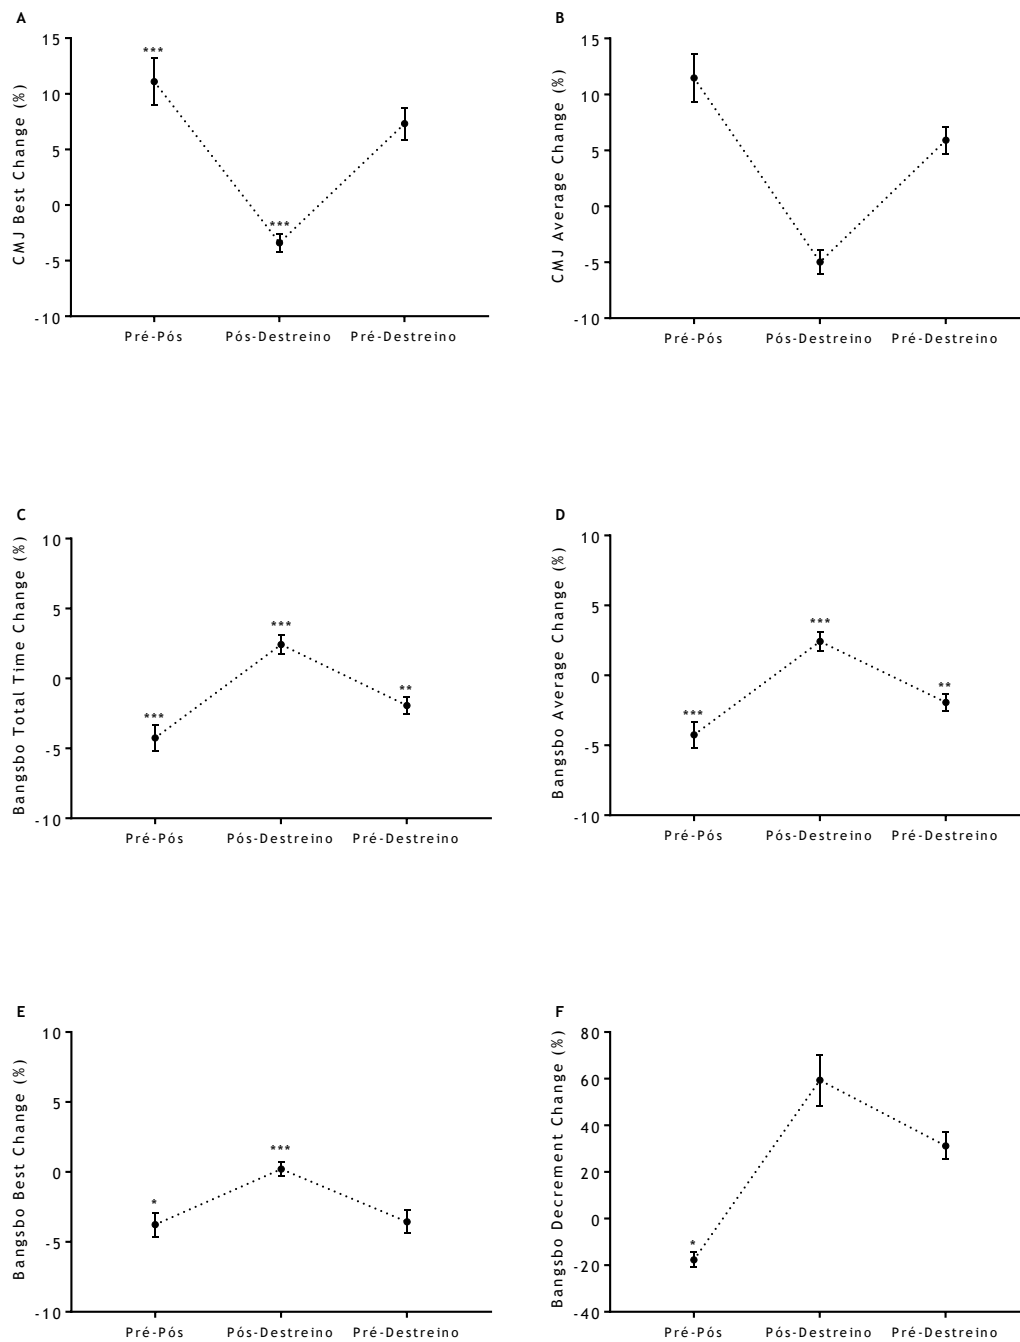 A
CMJ Best Change (%)
15
10
5
0
-5
-10
***
***
Pré-Pós
Pós-Destreino
Pré-Destreino
B
CMJ Average Change (%)
15
10
5
0
-5
-10
Pré-Pós
Pós-Destreino
Pré-Destreino
C
Bangsbo Total Time Change (%)
10
5
0
-5
-10
***
***
**
Pré-Pós
Pós-Destreino
Pré-Destreino
D
Bangsbo Average Change (%)
10
5
0
-5
-10
***
***
**
Pré-Pós
Pós-Destreino
Pré-Destreino
E
Bangsbo Best Change (%)
10
5
0
-5
-10
*
***
Pré-Pós
Pós-Destreino
Pré-Destreino
F
Bangsbo Decrement Change (%)
80
60
40
20
0
-20
-40
*
Pré-Pós
Pós-Destreino
Pré-Destreino